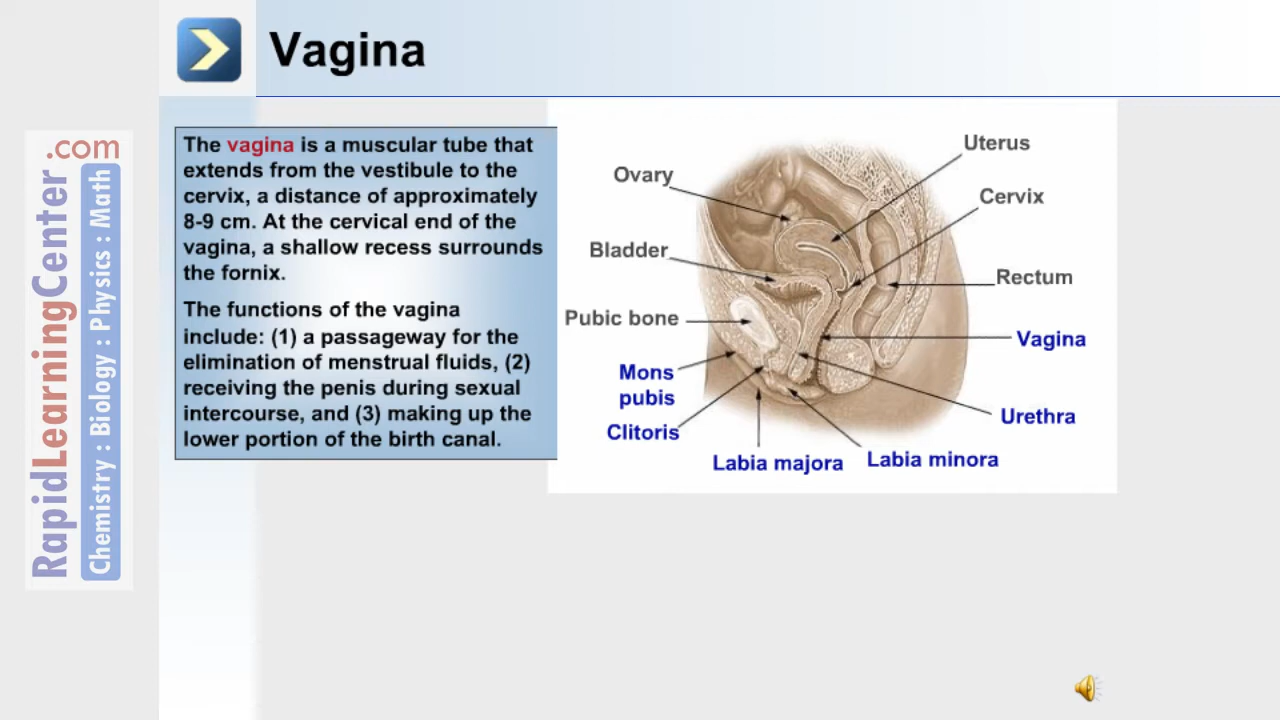 Vagina
The vagina is a muscular tube that
extends from the vestibule to the
cervix, a distance of approximately
8-9 cm. At the cervical end of the
vagina, a shallow recess surrounds
the fornix.
The functions of the vagina
include: (1) a passageway for the
elimination of menstrual fluids, (2)
receiving the penis during sexual
intercourse, and (3) making up the
lower portion of the birth canal.
Uterus
Ovary
Cervix
Bladder
Rectum
Pubic bone
Vagina
Mons
pubis
Urethra
Clitoris
Labia majora
Labia minora
RapidLearningCenter.com
Chemistry : Biology : Physics : Math